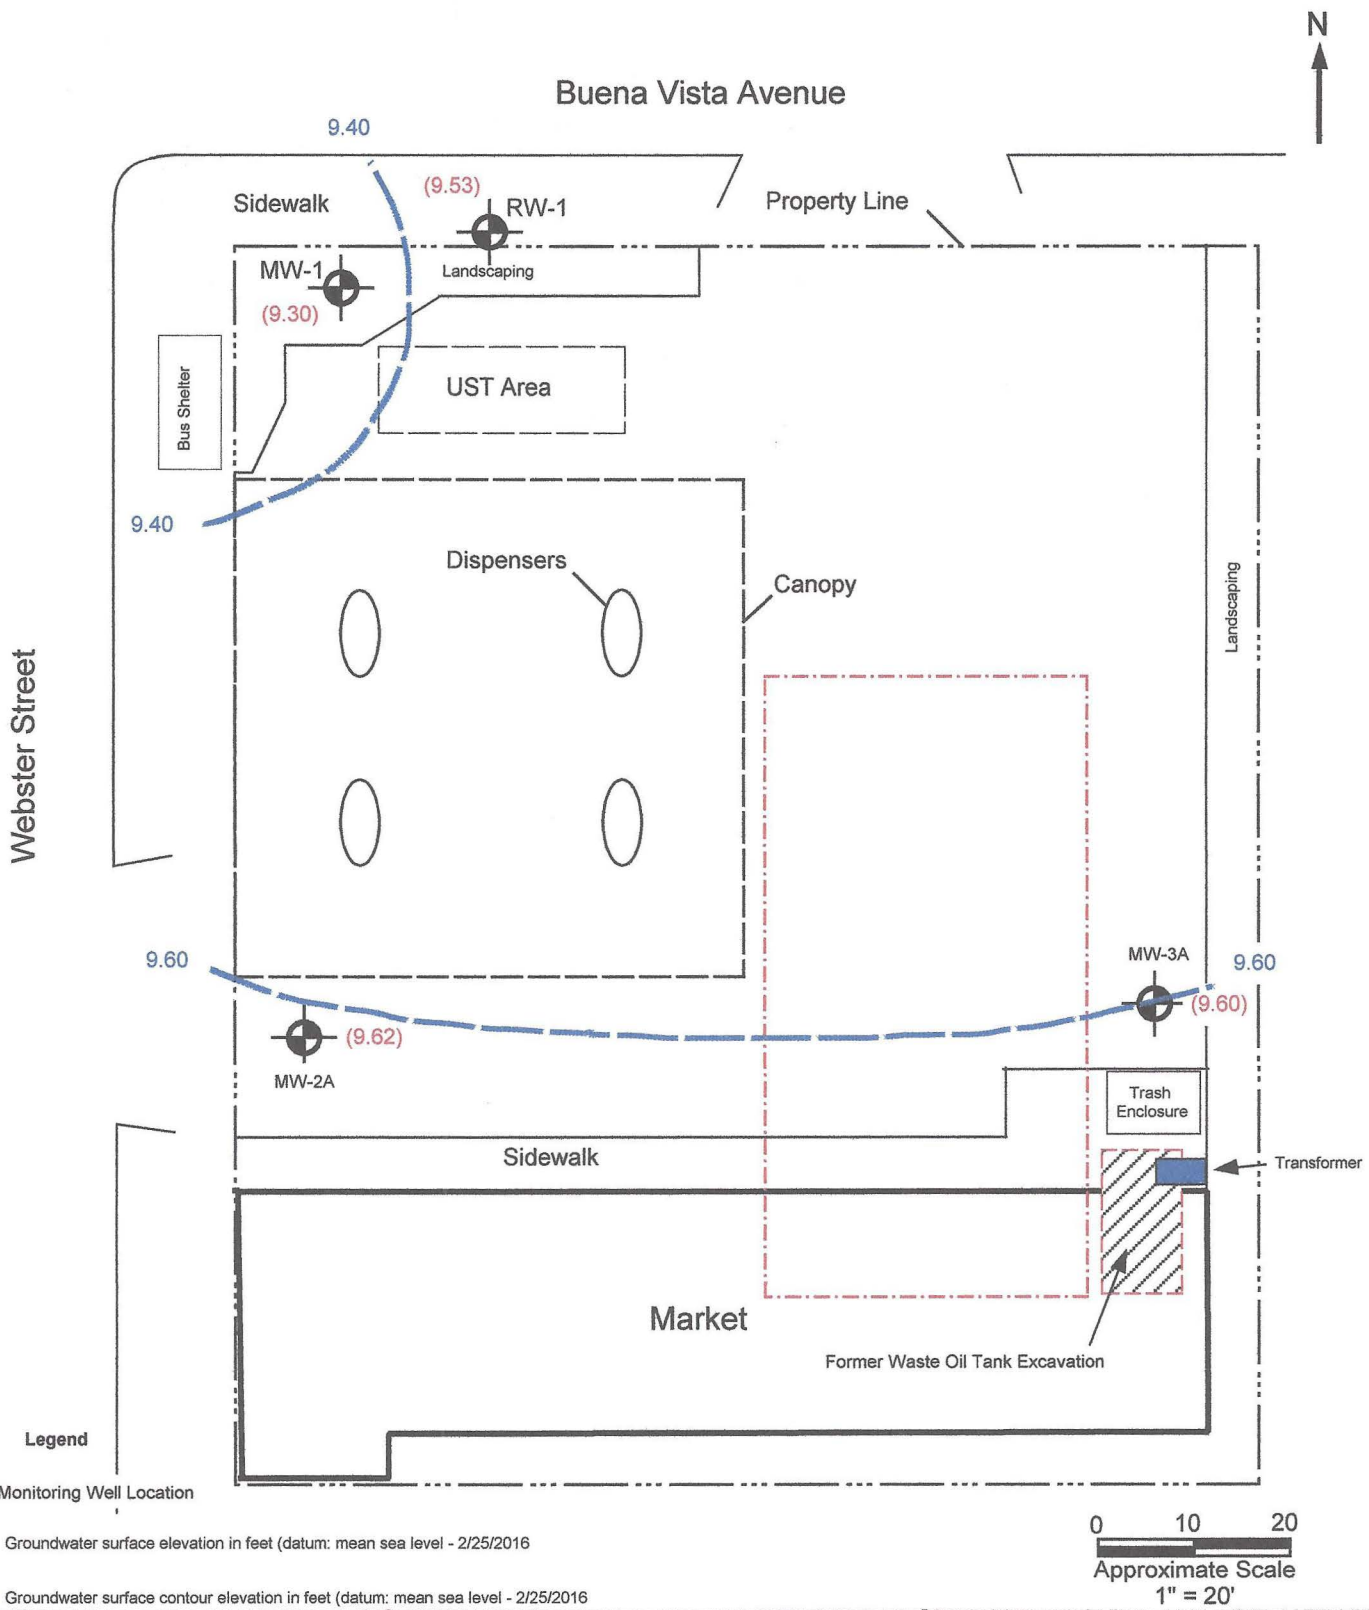 N
Buena Vista Avenue
9.40
(9.53)
Sidewalk
RW-1
Property Line
MW-1
Landscaping
(9.30)
Bus Shelter
UST Area
9.40
Dispensers
Canopy
Landscaping
Webster Street
9.60
MW-3A
9.60
(9.60)
(9.62)
MW-2A
Trash
Enclosure
Sidewalk
Transformer
Market
Former Waste Oil Tank Excavation
Legend
Monitoring Well Location
Groundwater surface elevation in feet (datum: mean sea level - 2/25/2016
Groundwater surface contour elevation in feet (datum: mean sea level - 2/25/2016
0 10 20
Approximate Scale
1" = 20'